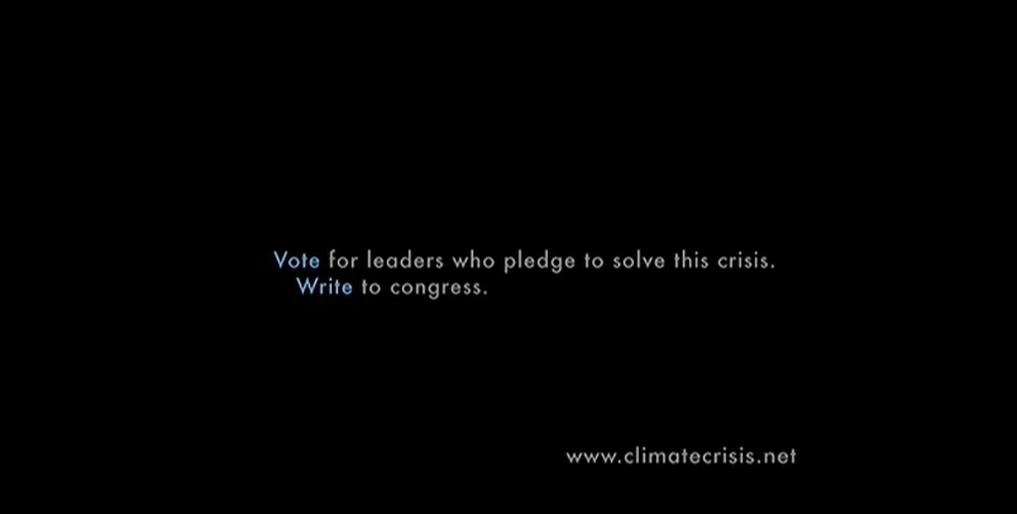 Vote for leaders who pledge to solve this crisis.
Write to congress.
www.climatecrisis.net